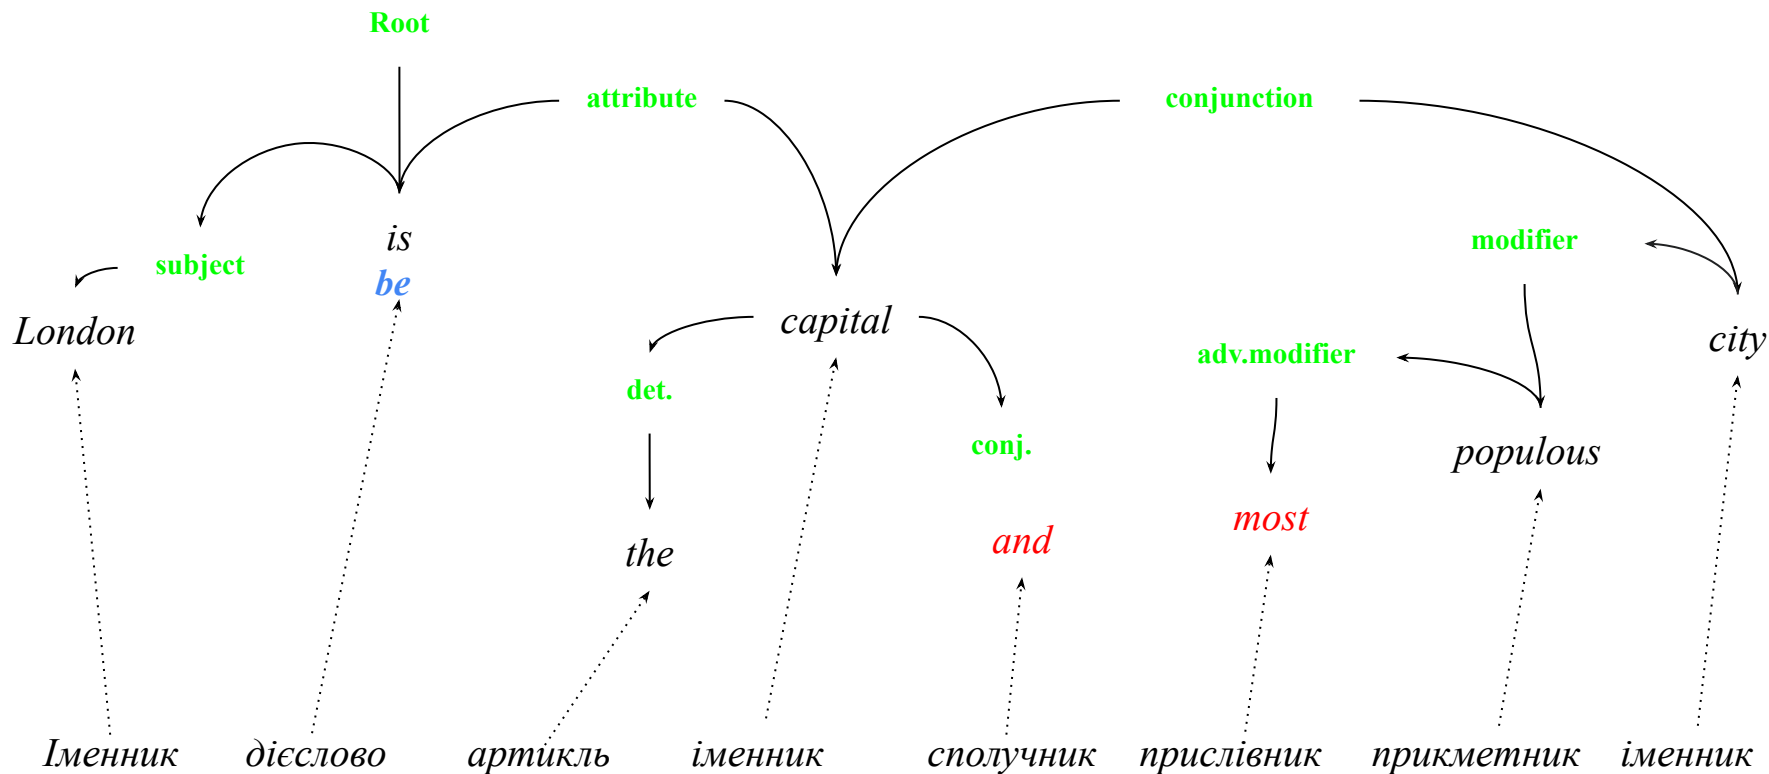 Root
attribute
conjunction
is
be
modifier
subject
London
capital
city
adv.modifier
det.
conj.
populous
most
and
the
Іменник дієслово артикль іменник сполучник прислівник прикметник іменник